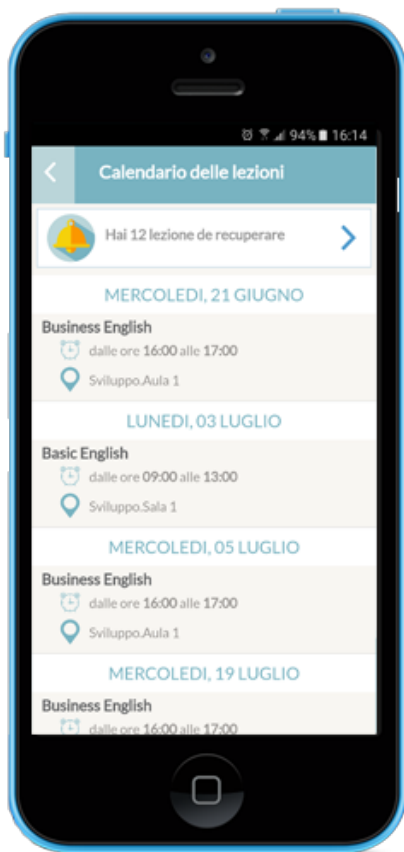 94% 16:14
Calendario delle lezioni
Hai 12 lezione de recuperare
MERCOLEDI, 21 GIUGNO
Business English
dalle ore 16:00 alle 17:00
Sviluppo.Aula 1
LUNEDI, 03 LUGLIO
Basic English
dalle ore 09:00 alle 13:00
Sviluppo.Sala 1
MERCOLEDI, 05 LUGLIO
Business English
dalle ore 16:00 alle 17:00
Sviluppo.Aula 1
MERCOLEDI, 19 LUGLIO
Business English
dalle ore 16:00 alle 17:00